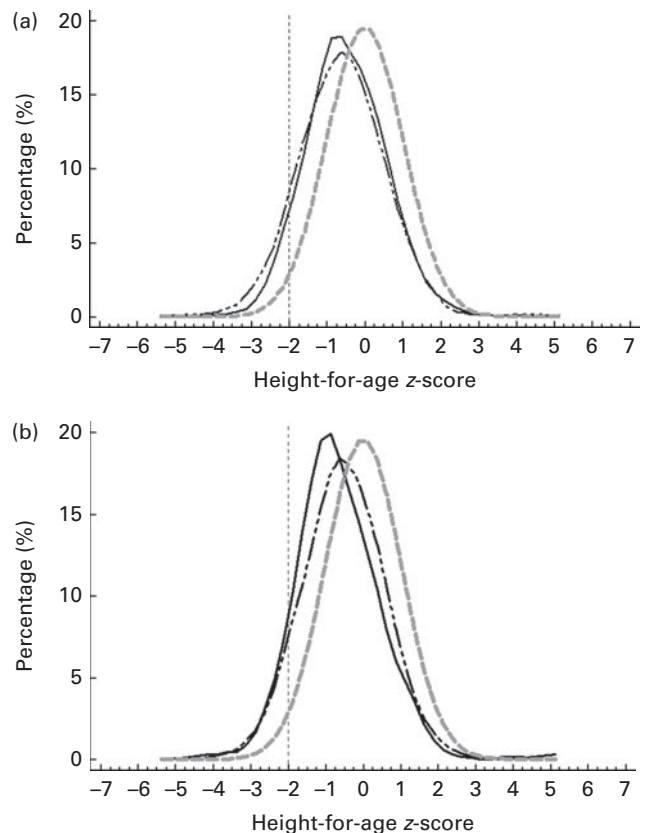 (a)
20
15
10
5
0
Percentage (%)
–7 –6 –5 –4 –3 –2 –1 0 1 2 3 4 5 6 7
Height-for-age z-score
(b)
20
15
10
5
0
Percentage (%)
–7 –6 –5 –4 –3 –2 –1 0 1 2 3 4 5 6 7
Height-for-age z-score